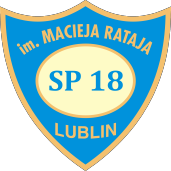 im. MACIEJA RATAJA
SP 18
LUBLIN